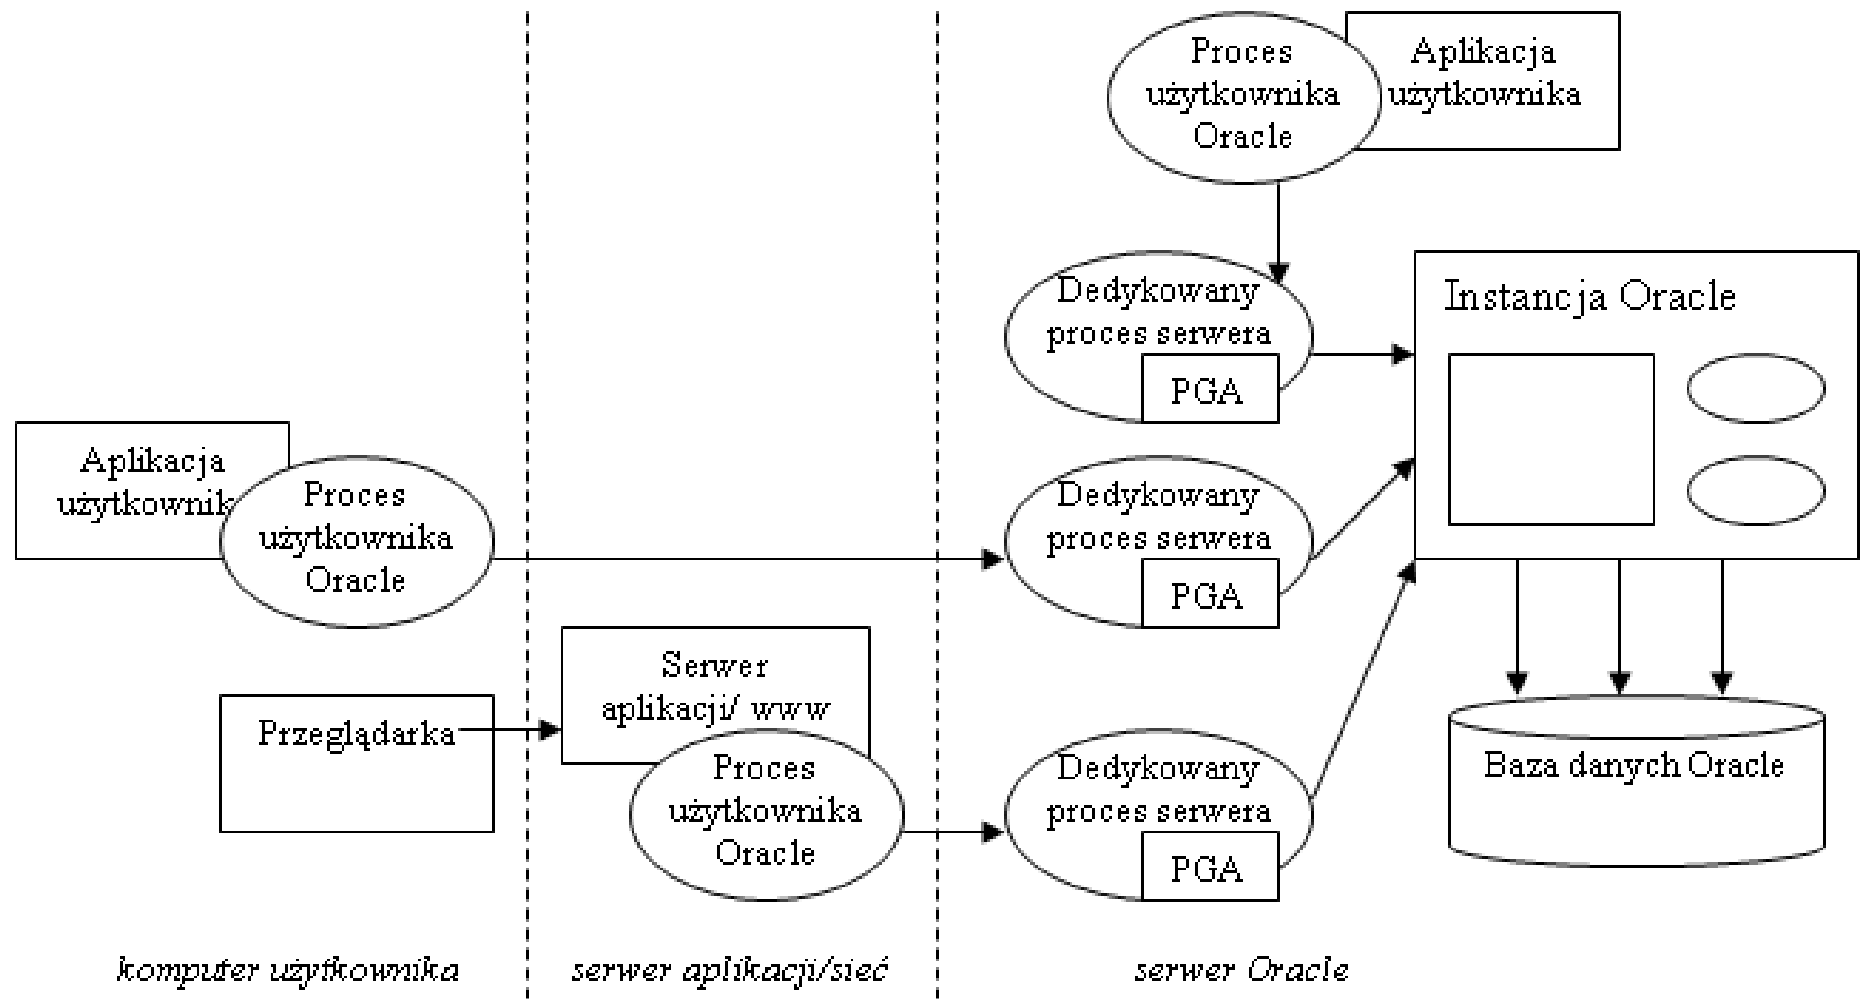 Proces
użytkownika
Oracle
Aplikacja
użytkownika
Dedykowany
proces serwera
PGA
Instancja Oracle
Aplikacja
użytkownik
Proces
użytkownika
Oracle
Dedykowany
proces serwera
PGA
Serwer
aplikacji/ www
Przeglądarka
Proces
użytkownika
Oracle
Dedykowany
proces serwera
PGA
Baza danych Oracle
komputer użytkownika
serwer aplikacji/sieć
serwer Oracle